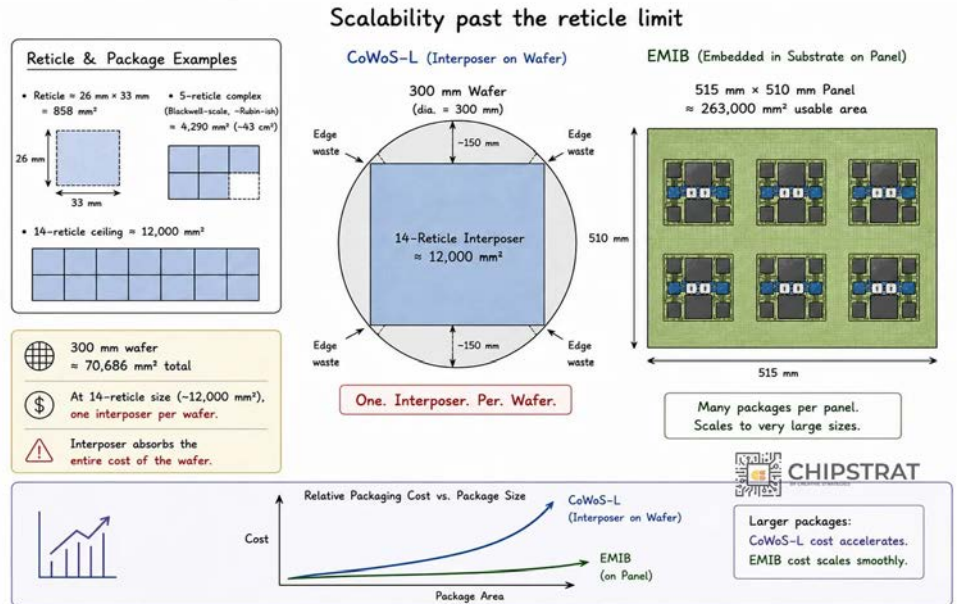 Scalability past the reticle limit
Reticle & Package Examples
• Reticle ≈ 26 mm × 33 mm
≈ 858 mm²
26 mm
33 mm
• 5-reticle complex
(Blackwell-scale, ~Rubin-ish)
≈ 4,290 mm² (~43 cm²)
• 14-reticle ceiling ≈ 12,000 mm²
300 mm wafer
≈ 70,686 mm² total
$
At 14-reticle size (~12,000 mm²),
one interposer per wafer.
Interposer absorbs the
entire cost of the wafer.
CoWoS-L (Interposer on Wafer)
300 mm Wafer
(dia. = 300 mm)
Edge
waste
~150 mm
Edge
waste
14-Reticle Interposer
≈ 12,000 mm²
Edge
waste
~150 mm
Edge
waste
One. Interposer. Per. Wafer.
EMIB (Embedded in Substrate on Panel)
515 mm × 510 mm Panel
≈ 263,000 mm² usable area
510 mm
515 mm
Many packages per panel.
Scales to very large sizes.
CHIPSTRAT
Relative Packaging Cost vs. Package Size
Cost
CoWoS-L
(Interposer on Wafer)
EMIB
(on Panel)
Package Area
Larger packages:
CoWoS-L cost accelerates.
EMIB cost scales smoothly.